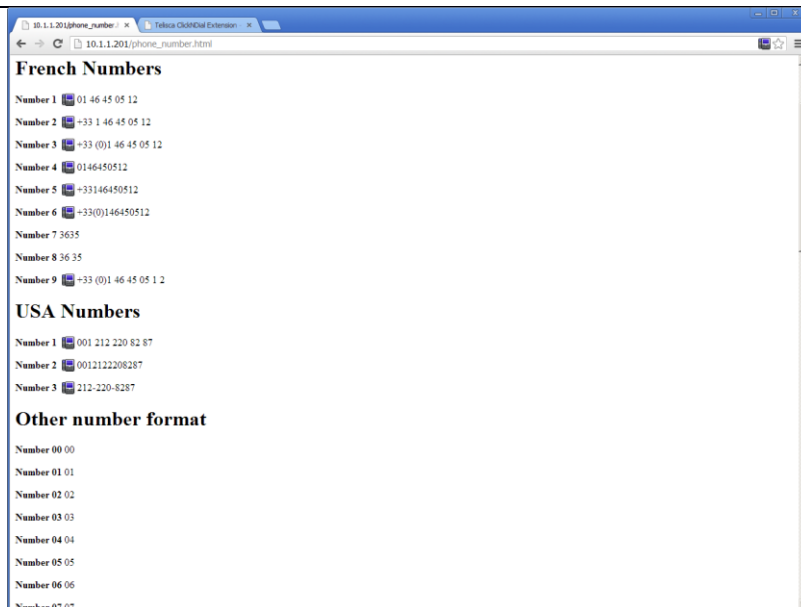 10.1.1.201/phone_number.
Telisca ClickNDial Extension
10.1.1.201/phone_number.html
French Numbers
Number 1 01 46 45 05 12
Number 2 +33 1 46 45 05 12
Number 3 +33 (0)1 46 45 05 12
Number 4 0146450512
Number 5 +33146450512
Number 6 +33(0)146450512
Number 7 3635
Number 8 36 35
Number 9 +33 (0)1 46 45 05 1 2
USA Numbers
Number 1 001 212 220 82 87
Number 2 0012122208287
Number 3 212-220-8287
Other number format
Number 00 00
Number 01 01
Number 02 02
Number 03 03
Number 04 04
Number 05 05
Number 06 06
Number 07 07